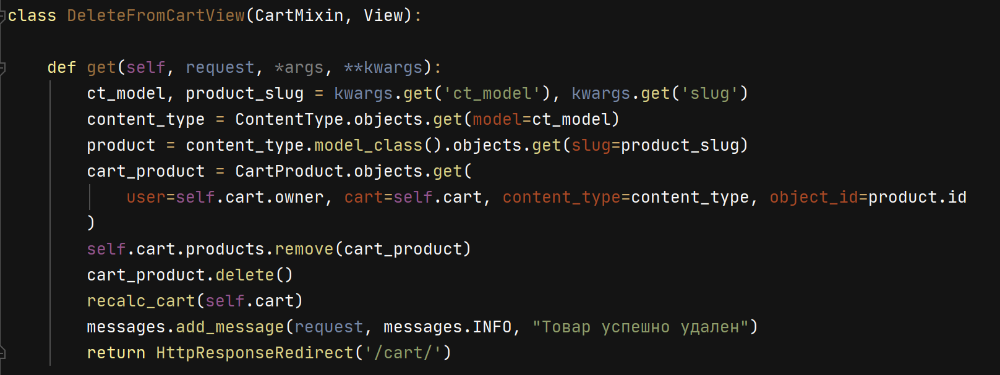 class DeleteFromCartView(CartMixin, View):
    def get(self, request, *args, **kwargs):
        ct_model, product_slug = kwargs.get('ct_model'), kwargs.get('slug')
        content_type = ContentType.objects.get(model=ct_model)
        product = content_type.model_class().objects.get(slug=product_slug)
        cart_product = CartProduct.objects.get(
            user=self.cart.owner, cart=self.cart, content_type=content_type, object_id=product.id
        )
        self.cart.products.remove(cart_product)
        cart_product.delete()
        recalc_cart(self.cart)
        messages.add_message(request, messages.INFO, "Товар успешно удален")
        return HttpResponseRedirect('/cart/')